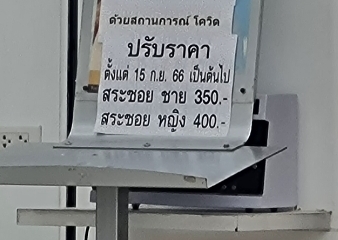 ด้วยสถานการณ์ โควิด
ปรับราคา
ตั้งแต่ 15 ก.ย. 66 เป็นต้นไป
สระซอย ชาย 350.-
สระซอย หญิง 400.-